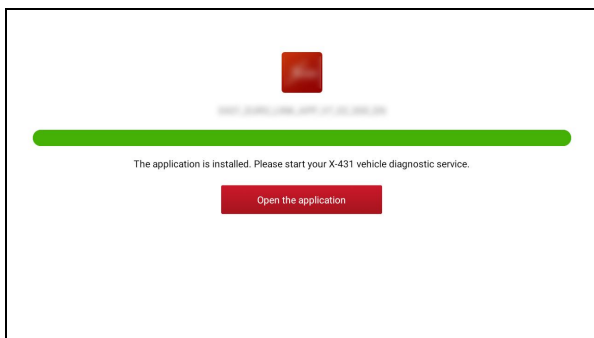 The application is installed. Please start your X-431 vehicle diagnostic service.
Open the application